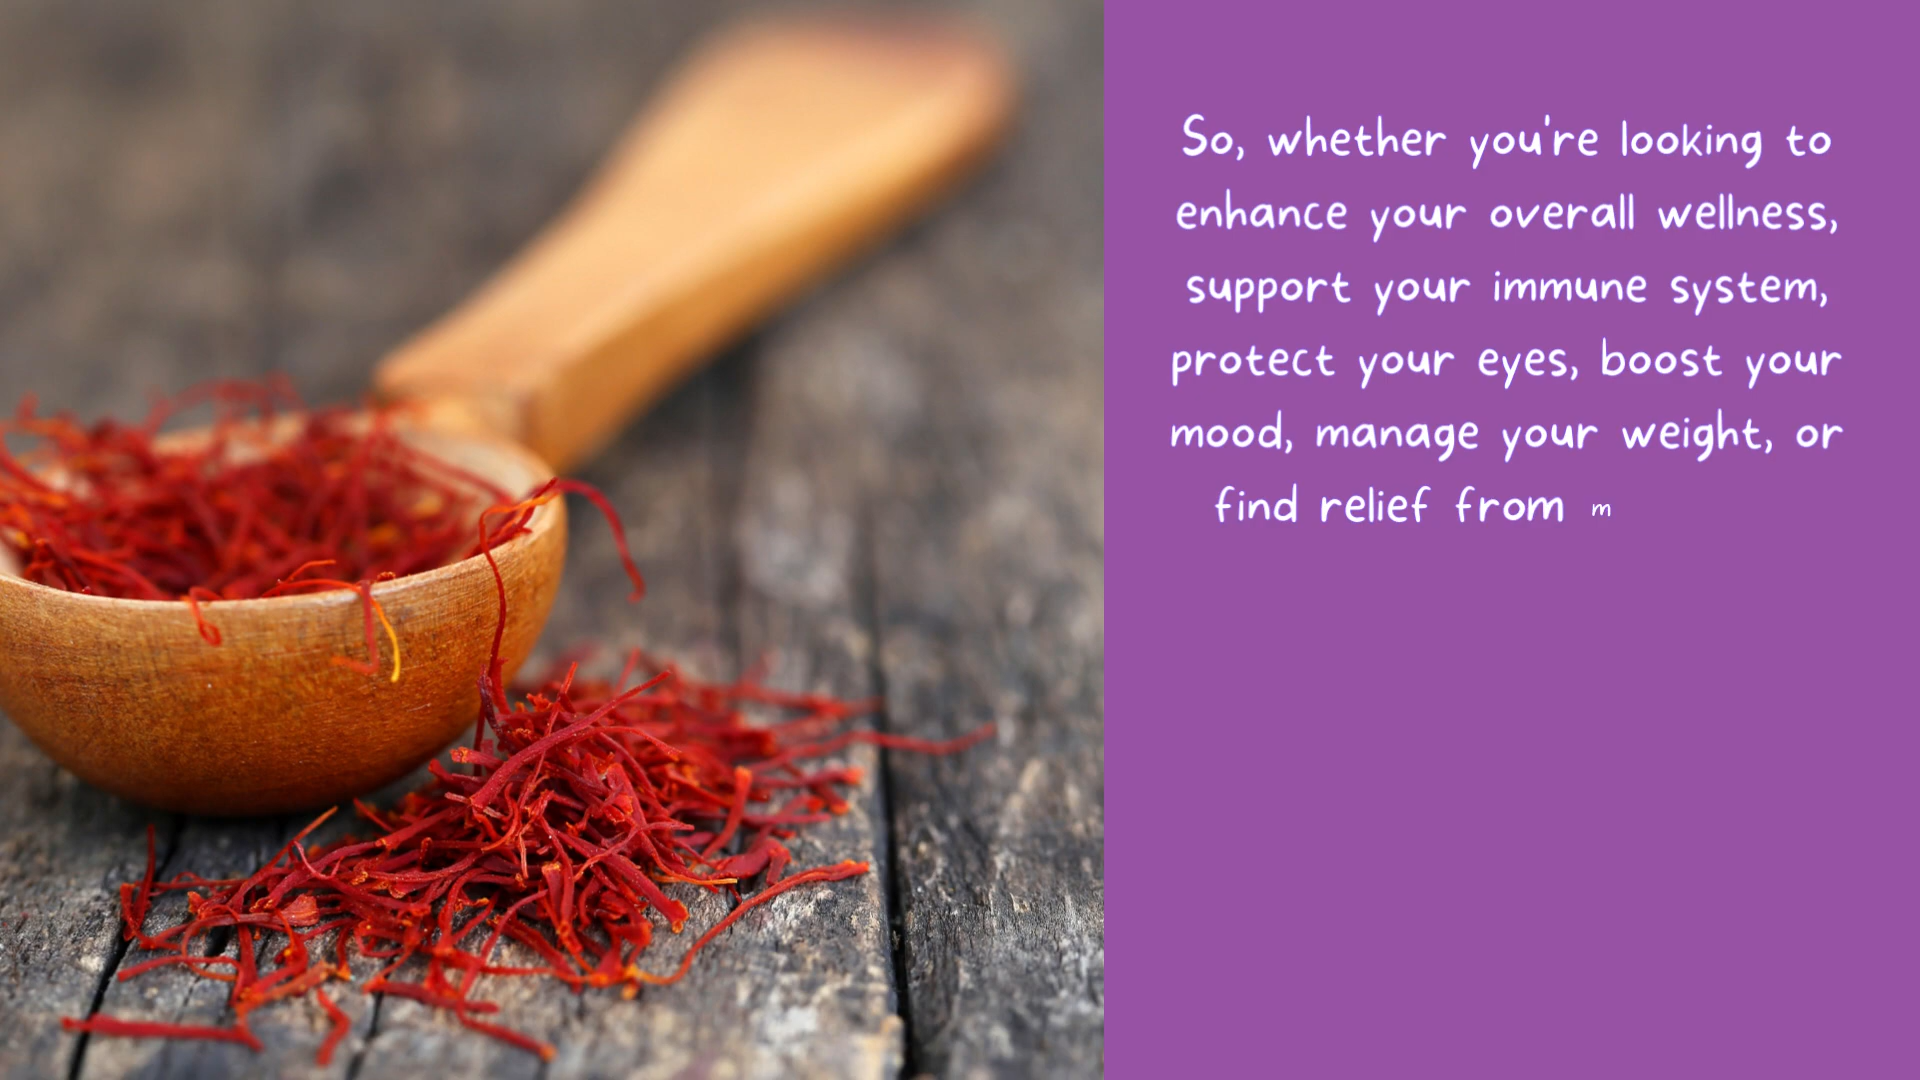 So, whether you're looking to
enhance your overall wellness,
support your immune system,
protect your eyes, boost your
mood, manage your weight, or
find relief from m